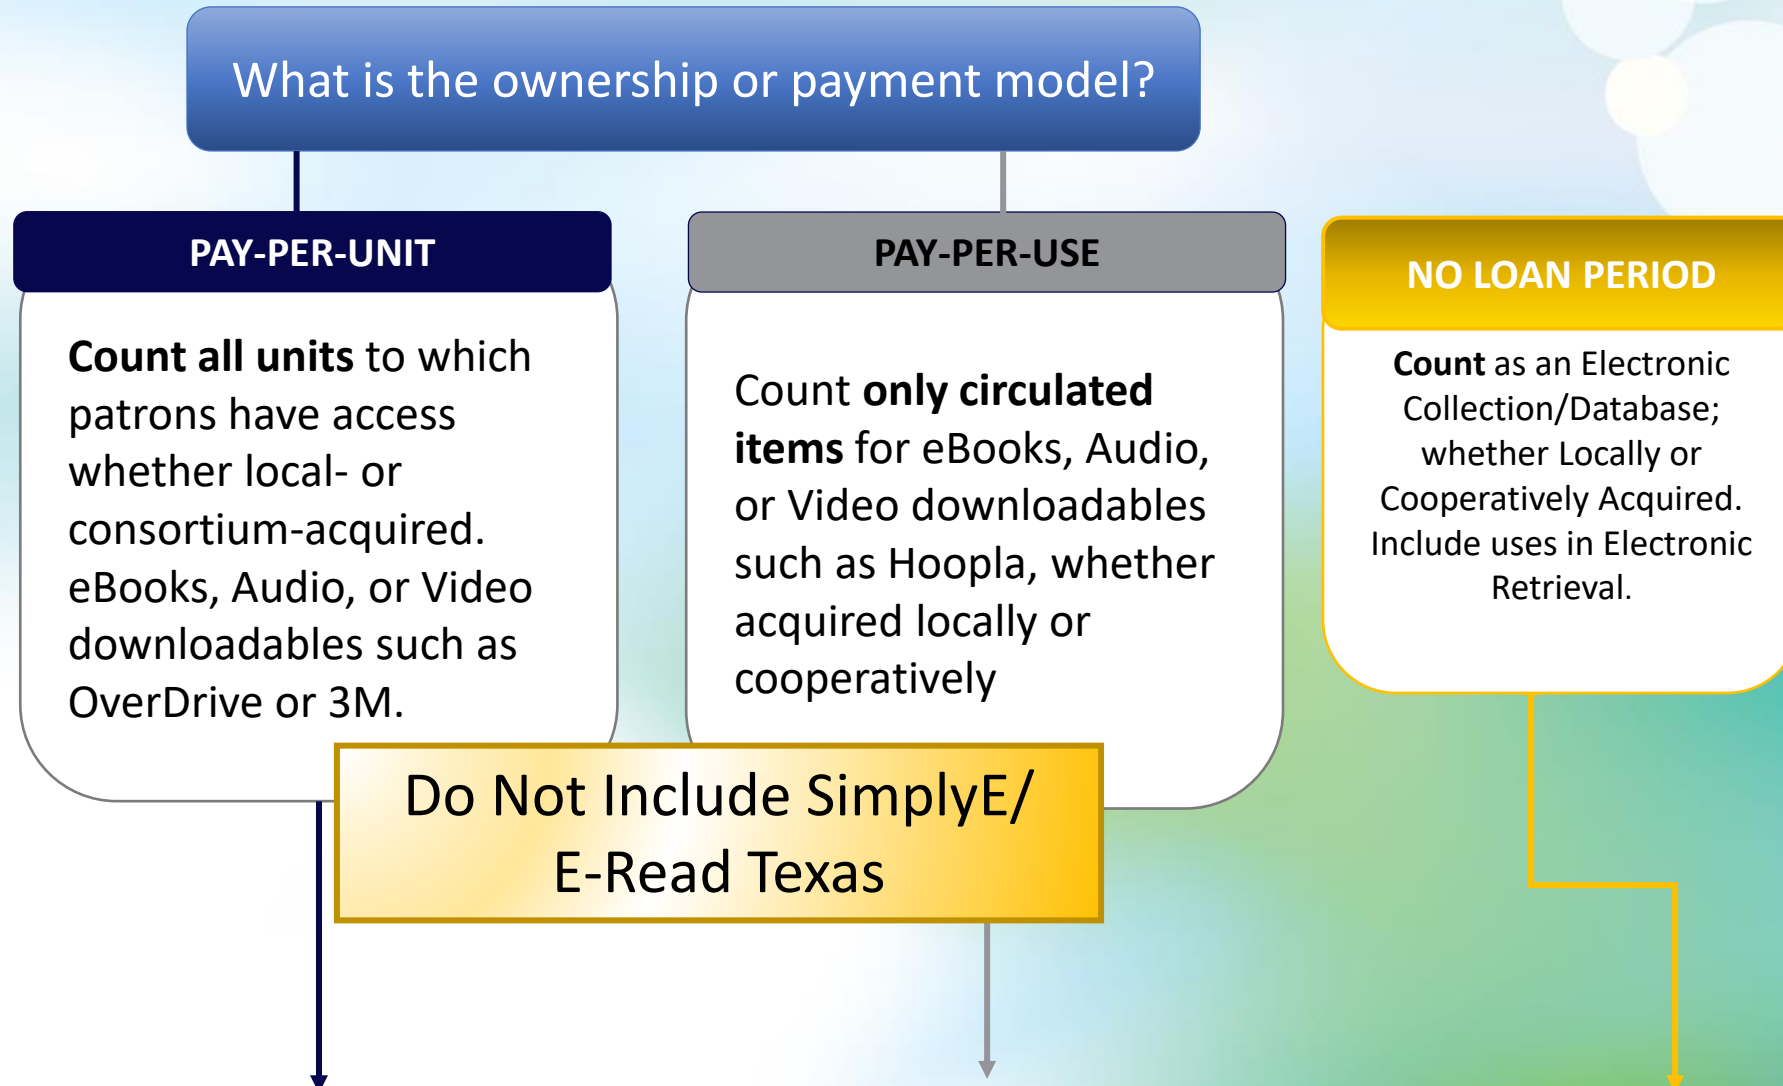 What is the ownership or payment model?
PAY-PER-UNIT
Count all units to which
patrons have access
whether local- or
consortium-acquired.
eBooks, Audio, or Video
downloadables such as
OverDrive or 3M.
PAY-PER-USE
Count only circulated
items for eBooks, Audio,
or Video downloadables
such as Hoopla, whether
acquired locally or
cooperatively
NO LOAN PERIOD
Count as an Electronic
Collection/Database;
whether Locally or
Cooperatively Acquired.
Include uses in Electronic
Retrieval.
Do Not Include SimplyE/
E-Read Texas